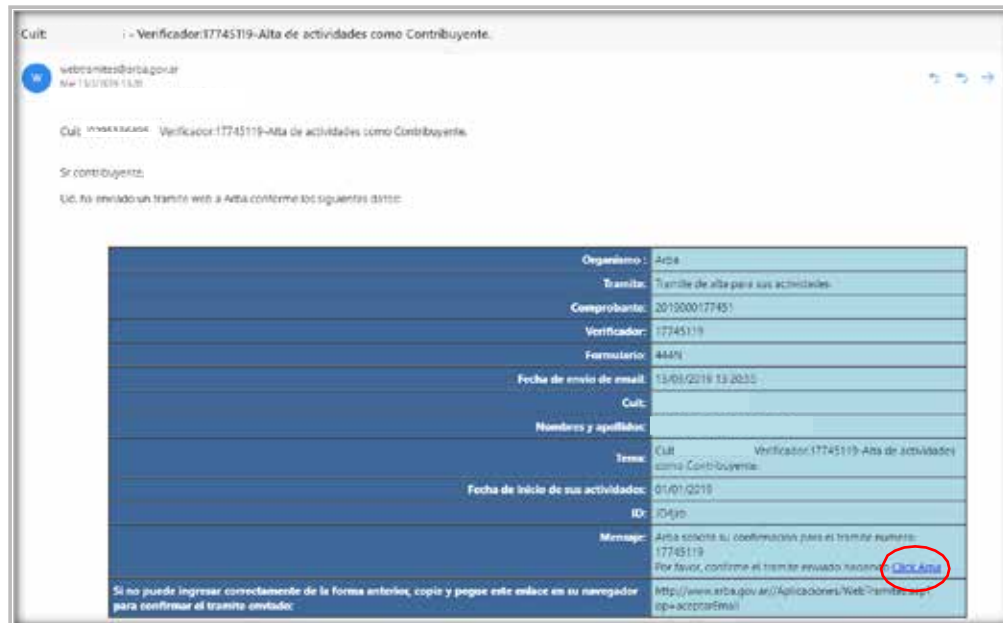 Cuit: - Verificador:17745119-Alta de actividades como Contribuyente.
W
webtramites@arba.gov.ar
13:20
Cuit: Verificador:17745119-Alta de actividades como Contribuyente.
Sr contribuyente,
Ud. ha enviado un tramite web a Arba conforme los siguientes datos:
Organismo : Arba
Tramite: Tramite de alta para sus actividades
Comprobante: 2019000177451
Verificador: 17745119
Formulario: 444N
Fecha de envio de email: 13/03/2019
Cuit:
Nombres y apellidos:
Tema: Cuit Verificador:17745119-Alta de actividades
como Contribuyente.
Fecha de inicio de sus actividades: 01/01/2019
ID:
Mensaje: Arba solicita su confirmacion para el tramite numero:
17745119
Por favor, confirme el tramite enviado haciendo Click
Si no puede ingresar correctamente de la forma anterior, copie y pegue este enlace en su navegador
para confirmar el tramite enviado:
http://www.arba.gov.ar//Aplicaciones/WebTramites.asp?
op=aceptarEmail